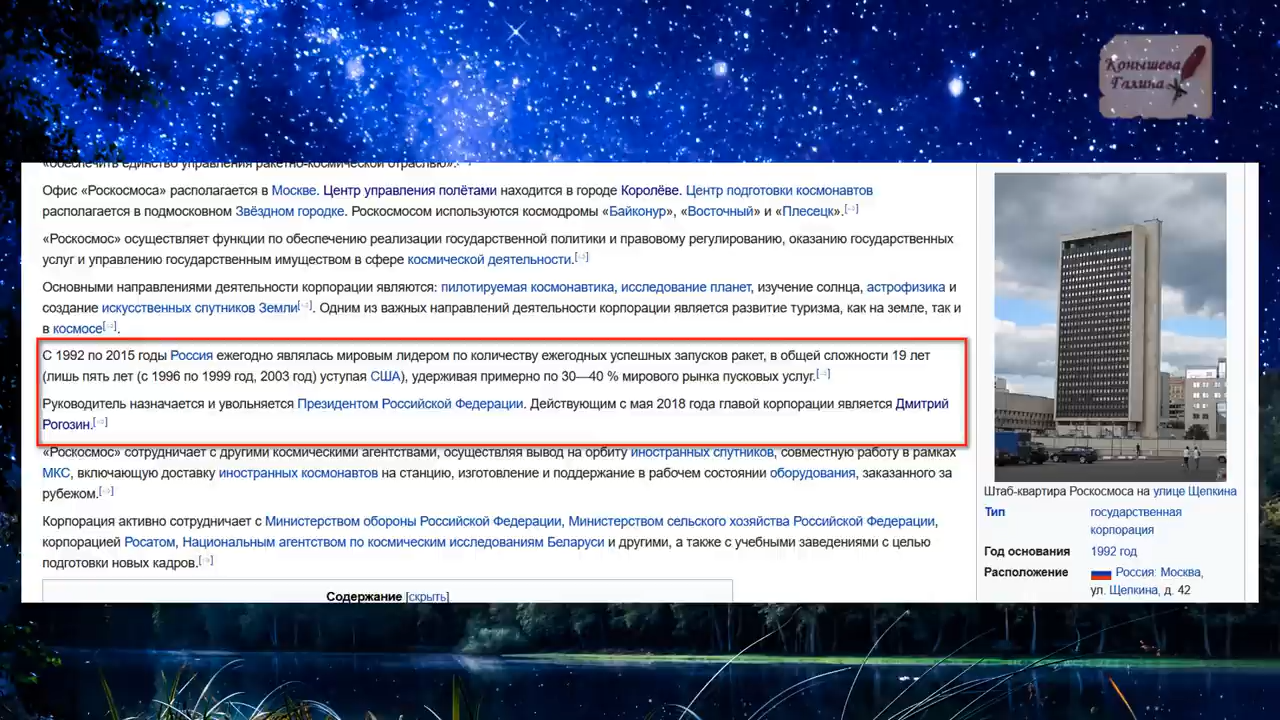 Конышева
Галина
«обеспечить единство управления ракетно-космической отраслью».
Офис «Роскосмоса» располагается в Москве. Центр управления полётами находится в городе Королёве. Центр подготовки космонавтов
располагается в подмосковном Звёздном городке. Роскосмосом используются космодромы «Байконур», «Восточный» и «Плесецк».
«Роскосмос» осуществляет функции по обеспечению реализации государственной политики и правовому регулированию, оказанию государственных
услуг и управлению государственным имуществом в сфере космической деятельности.
Основными направлениями деятельности корпорации являются: пилотируемая космонавтика, исследование планет, изучение солнца, астрофизика и
создание искусственных спутников Земли. Одним из важных направлений деятельности корпорации является развитие туризма, как на земле, так и
в космосе.
С 1992 по 2015 годы Россия ежегодно являлась мировым лидером по количеству ежегодных успешных запусков ракет, в общей сложности 19 лет
(лишь пять лет (с 1996 по 1999 год, 2003 год) уступая США), удерживая примерно по 30—40 % мирового рынка пусковых услуг.
Руководитель назначается и увольняется Президентом Российской Федерации. Действующим с мая 2018 года главой корпорации является Дмитрий
Рогозин.
«Роскосмос» сотрудничает с другими космическими агентствами, осуществляя вывод на орбиту иностранных спутников, совместную работу в рамках
МКС, включающую доставку иностранных космонавтов на станцию, изготовление и поддержание в рабочем состоянии оборудования, заказанного за
рубежом.
Корпорация активно сотрудничает с Министерством обороны Российской Федерации, Министерством сельского хозяйства Российской Федерации,
корпорацией Росатом, Национальным агентством по космическим исследованиям Беларуси и другими, а также с учебными заведениями с целью
подготовки новых кадров.
Содержание [скрыть]
Штаб-квартира Роскосмоса на улице Щепкина
Тип государственная
корпорация
Год основания 1992 год
Расположение Россия: Москва,
ул. Щепкина, д. 42